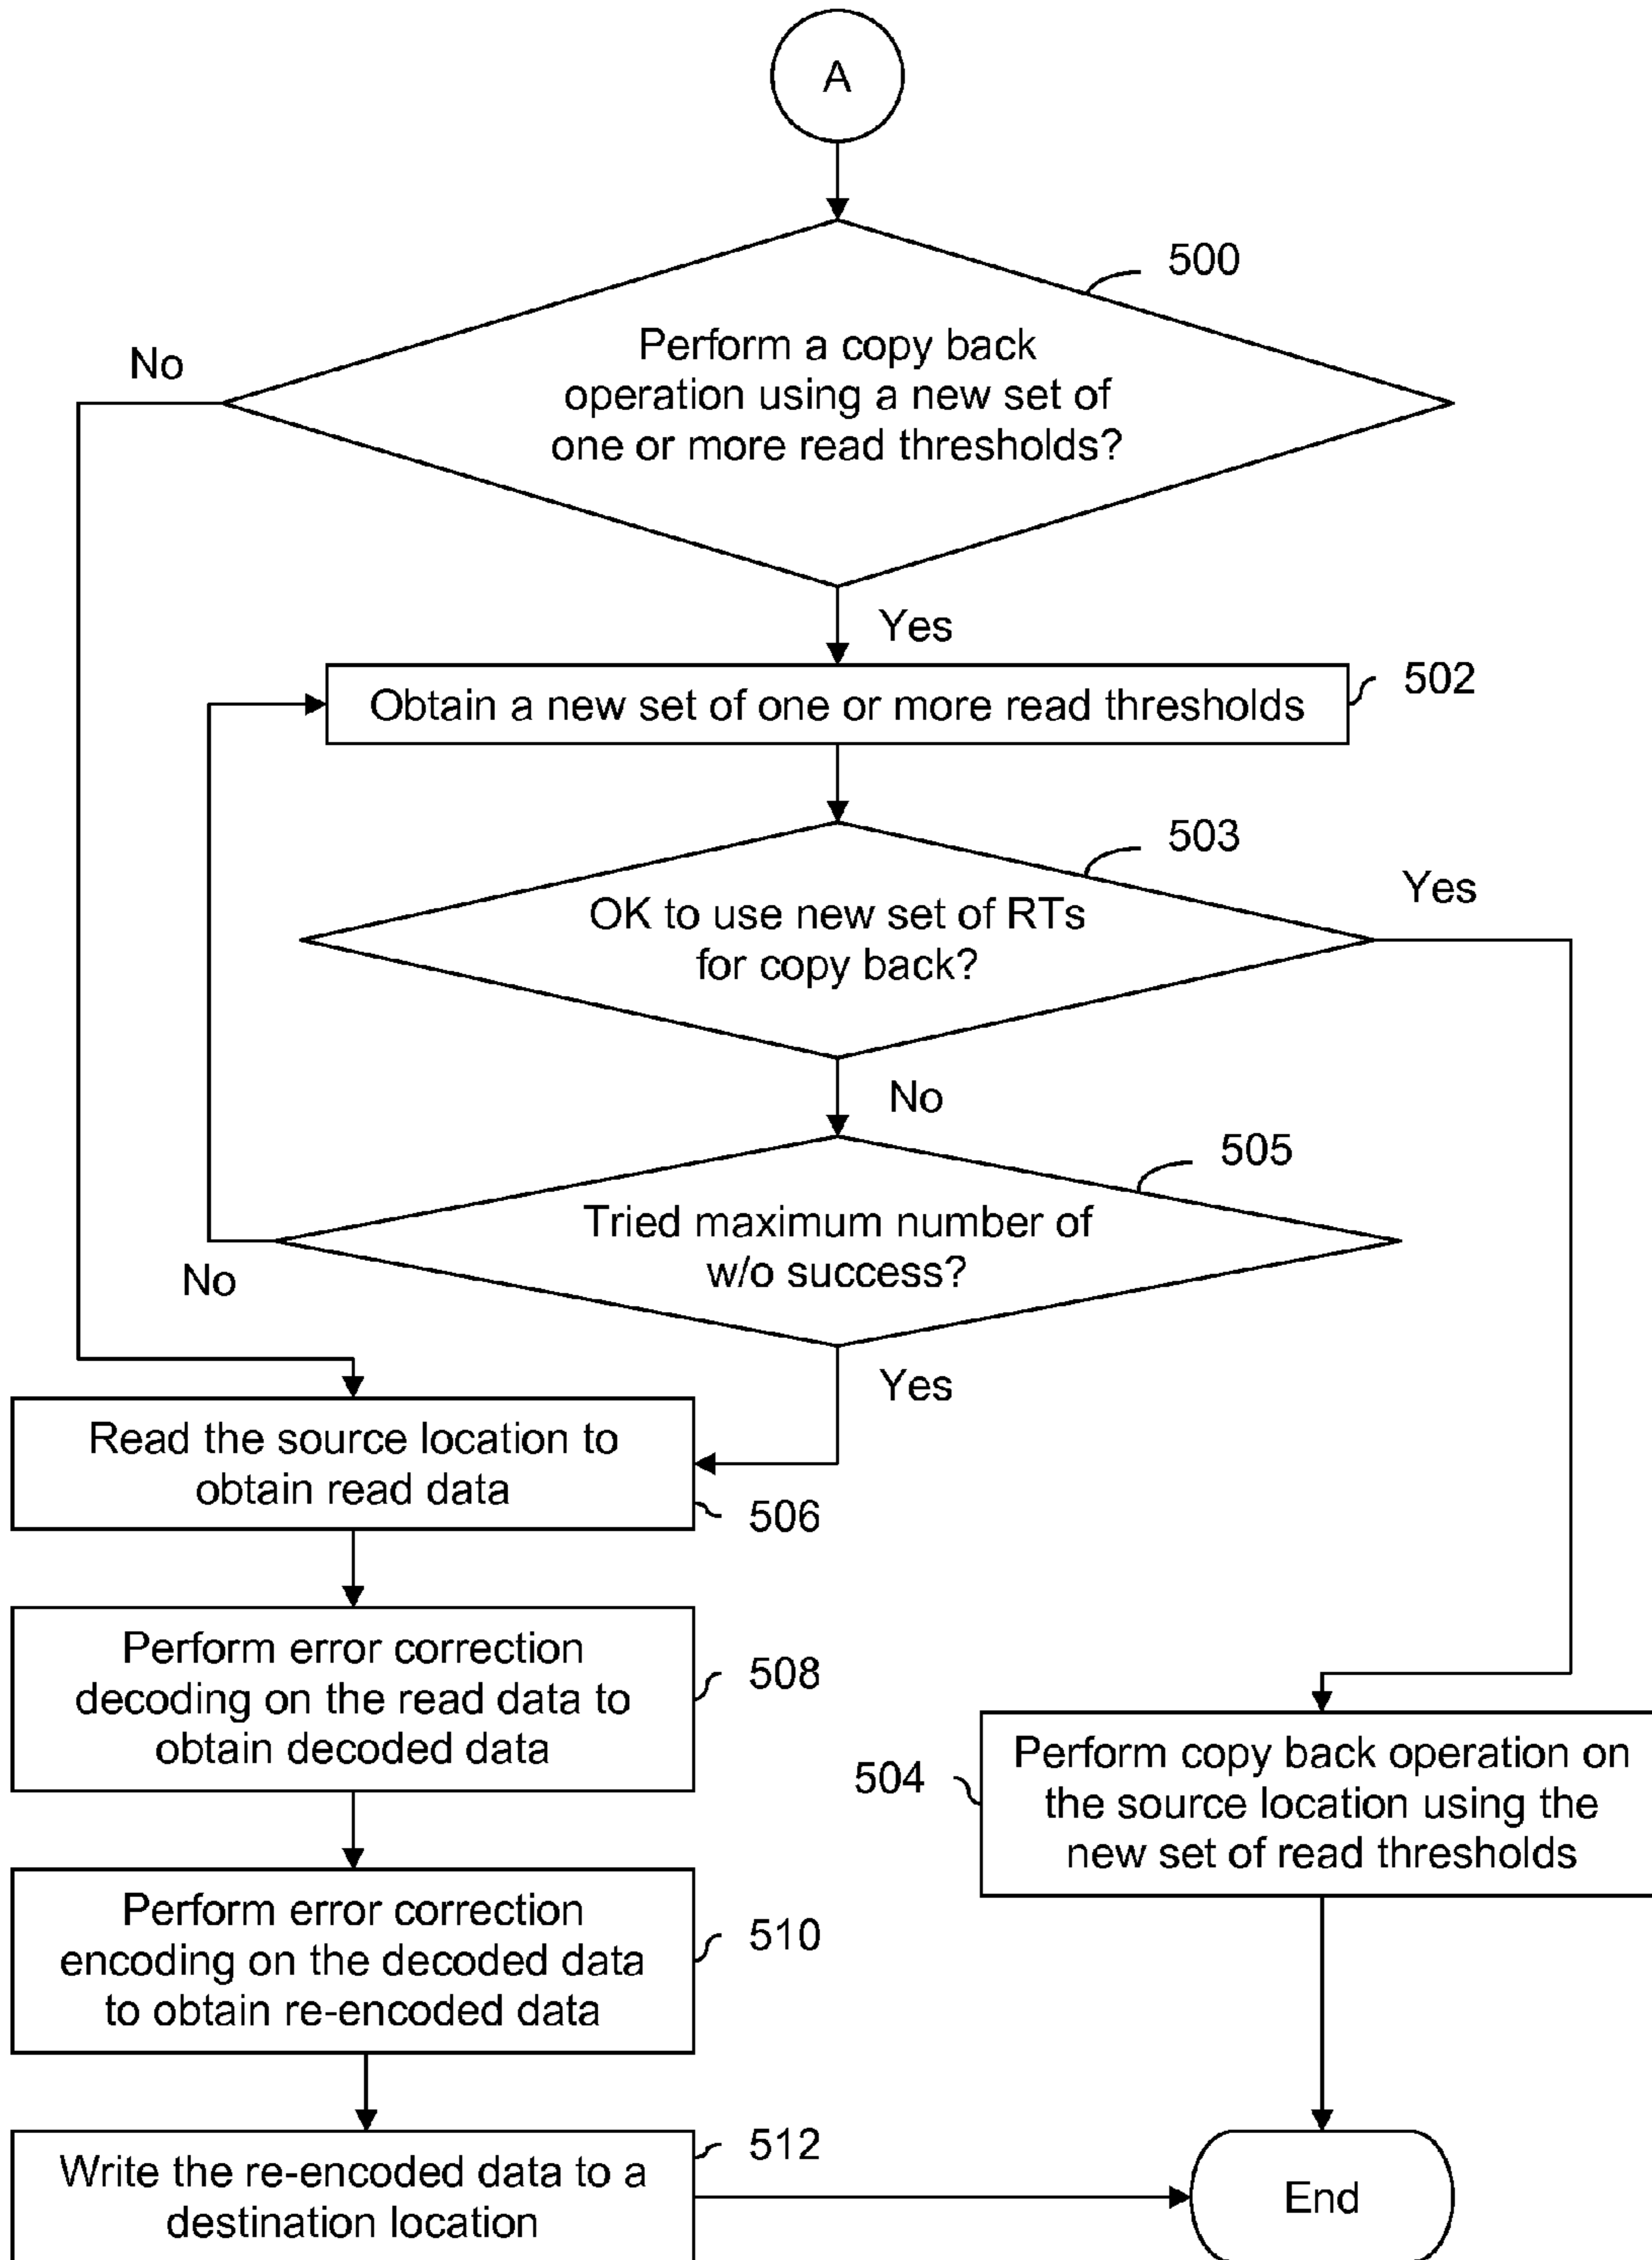 A
500
No
Perform a copy back
operation using a new set of
one or more read thresholds?
Yes
502
Obtain a new set of one or more read thresholds
503
Yes
OK to use new set of RTs
for copy back?
No
505
Tried maximum number of
w/o success?
No
Yes
Read the source location to
obtain read data
506
Perform error correction
decoding on the read data to
obtain decoded data
508
504
Perform copy back operation on
the source location using the
new set of read thresholds
Perform error correction
encoding on the decoded data
to obtain re-encoded data
510
512
Write the re-encoded data to a
destination location
End